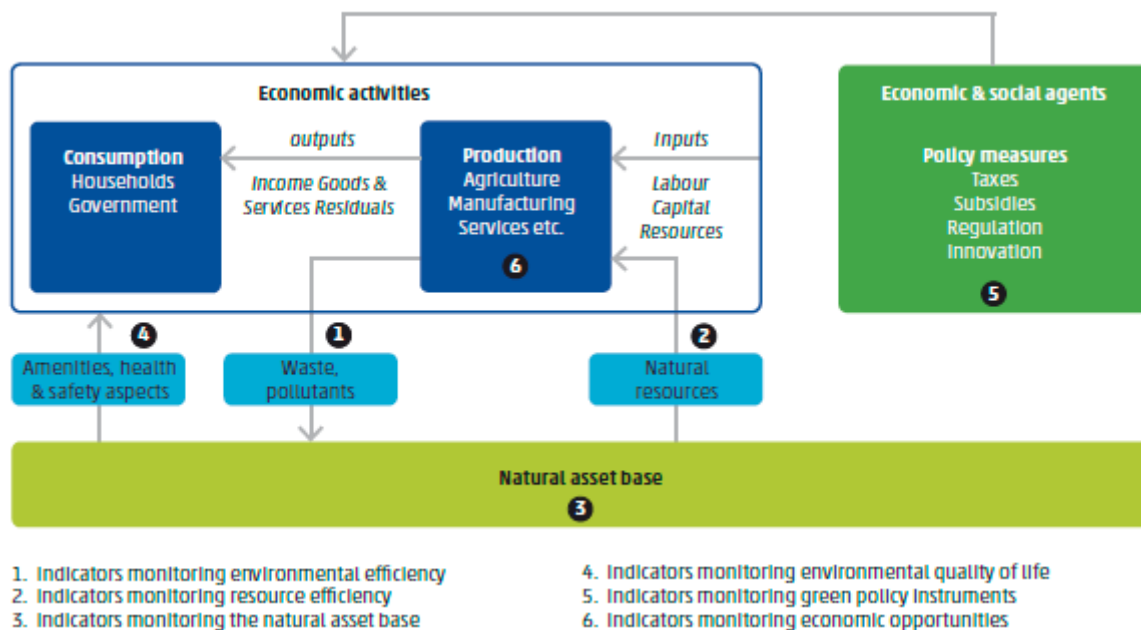 Economic activities
Consumption
Households
Government
outputs
Income Goods &
Services Residuals
Production
Agriculture
Manufacturing
Services etc.
6
Inputs
Labour
Capital
Resources
Economic & social agents
Policy measures
Taxes
Subsidies
Regulation
Innovation
5
4
Amenities, health
& safety aspects
1
Waste,
pollutants
2
Natural
resources
Natural asset base
3
1. Indicators monitoring environmental efficiency
2. Indicators monitoring resource efficiency
3. Indicators monitoring the natural asset base
4. Indicators monitoring environmental quality of life
5. Indicators monitoring green policy instruments
6. Indicators monitoring economic opportunities